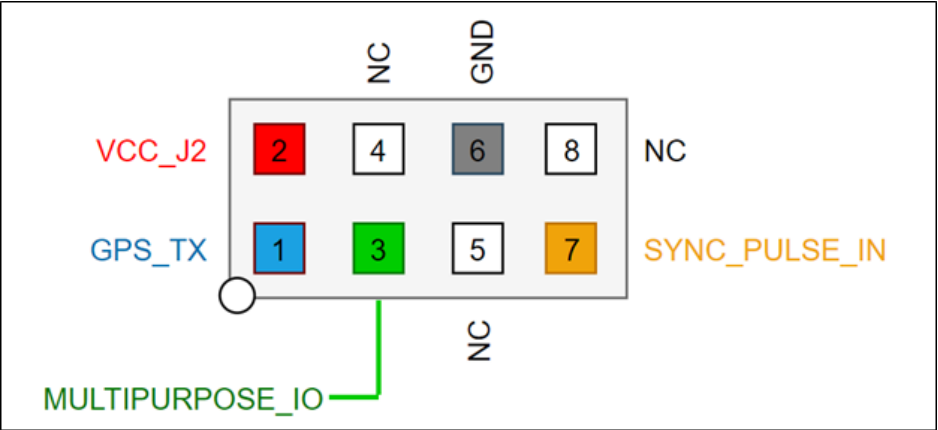 NC GND
VCC_J2 2 4 6 8 NC
GPS_TX 1 3 5 7 SYNC_PULSE_IN
NC
MULTIPURPOSE_IO